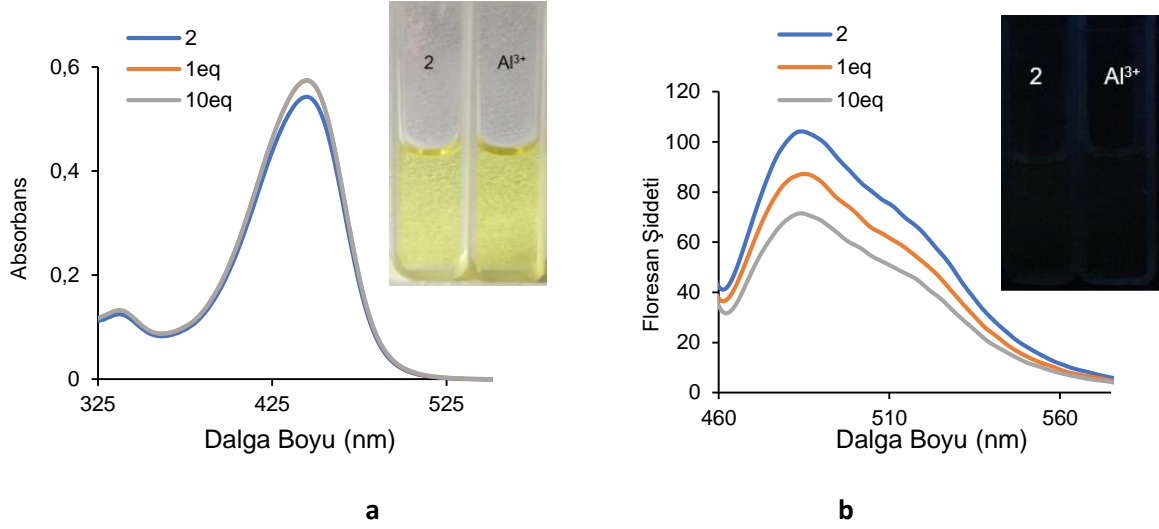 2
1eq
10eq
0,6
0,4
0,2
0
325
425
525
Absorbans
Dalga Boyu (nm)
2
Al³⁺
a
2
1eq
10eq
120
100
80
60
40
20
0
460
510
560
Floresan Şiddeti
Dalga Boyu (nm)
2
Al³⁺
b